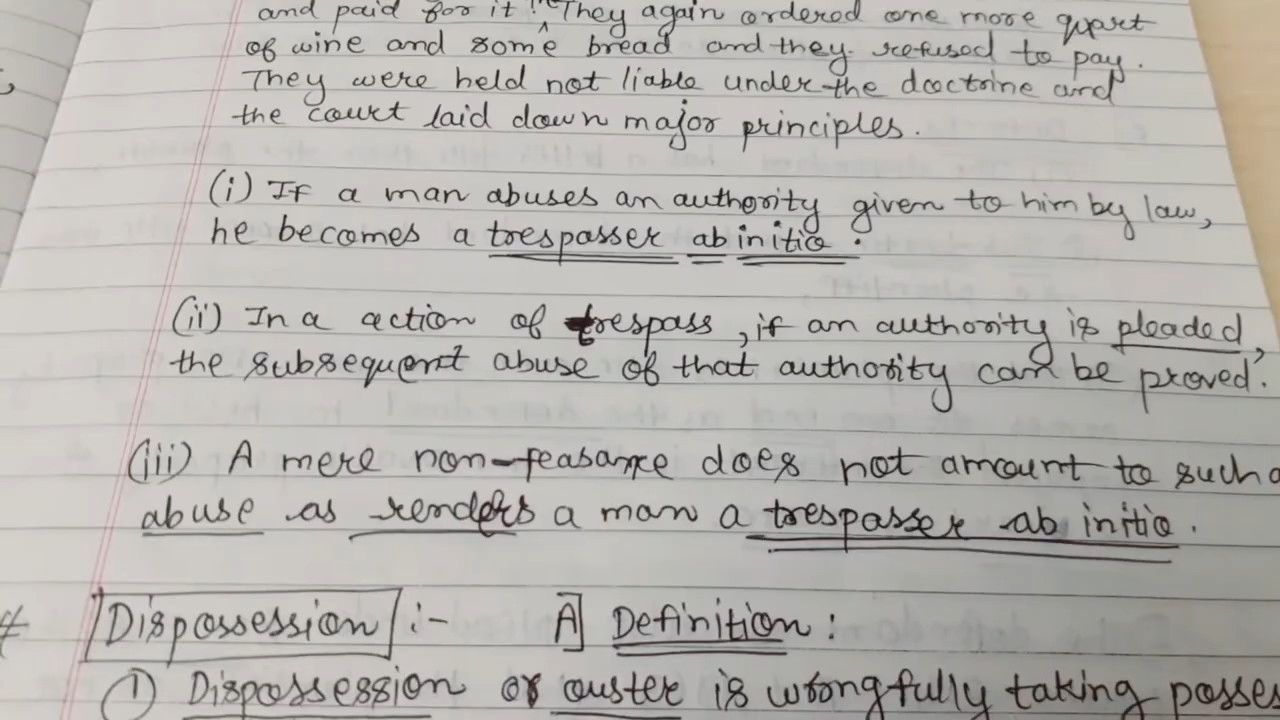 and paid for it. They again ordered one more quart
of wine and some bread and they refused to pay.
They were held not liable under the doctrine and
the court laid down major principles.
(i) If a man abuses an authority given to him by law,
he becomes a trespasser ab initio.
(ii) In a action of trespass, if an authority is pleaded,
the subsequent abuse of that authority can be proved.
(iii) A mere non-feasance does not amount to such a
abuse as renders a man a trespasser ab initio.
# Dispossession :- A] Definition :
① Dispossession or ouster is wrongfully taking posses